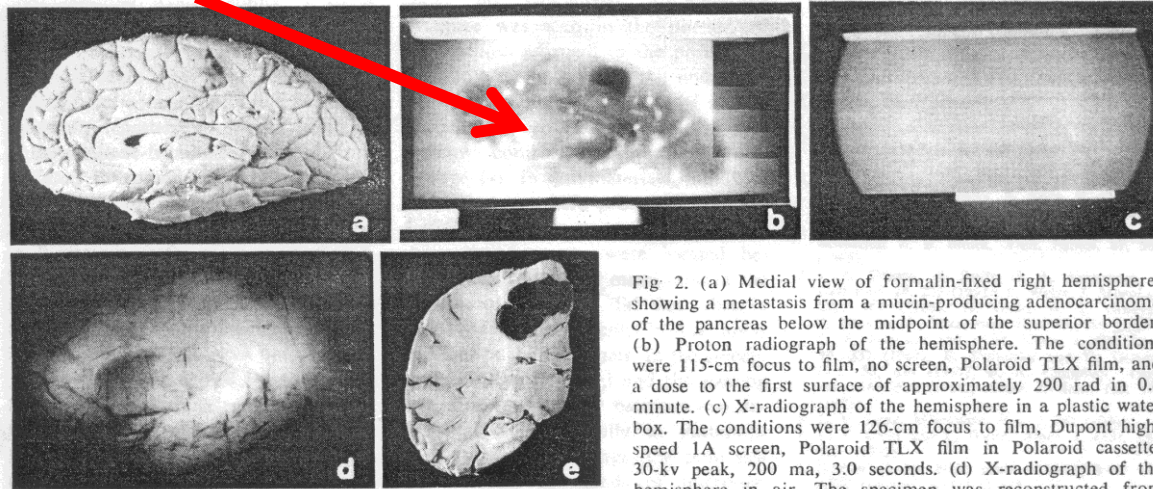 a
b
c
d
e
Fig 2. (a) Medial view of formalin-fixed right hemisphere
showing a metastasis from a mucin-producing adenocarcinom
of the pancreas below the midpoint of the superior border
(b) Proton radiograph of the hemisphere. The condition
were 115-cm focus to film, no screen, Polaroid TLX film, and
a dose to the first surface of approximately 290 rad in 0.
minute. (c) X-radiograph of the hemisphere in a plastic wate
box. The conditions were 126-cm focus to film, Dupont high
speed 1A screen, Polaroid TLX film in Polaroid cassette
30-kv peak, 200 ma, 3.0 seconds. (d) X-radiograph of th
hemisphere in air. The specimen was reconstructed from